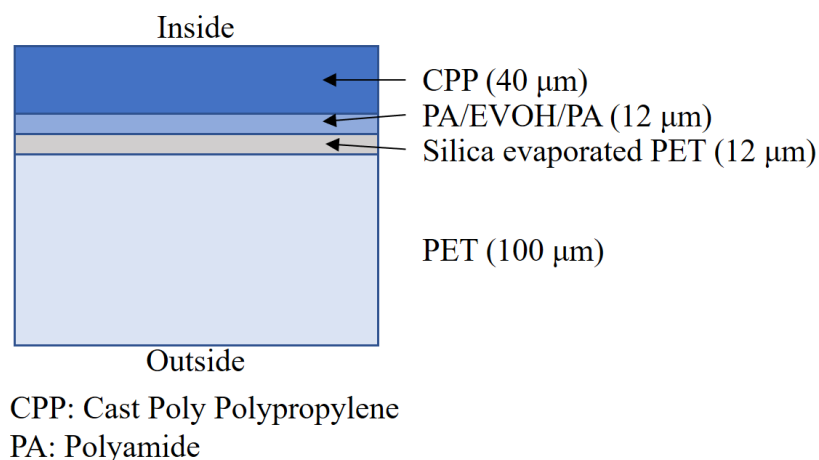 Inside
CPP (40 μm)
PA/EVOH/PA (12 μm)
Silica evaporated PET (12 μm)
PET (100 μm)
Outside
CPP: Cast Poly Polypropylene
PA: Polyamide